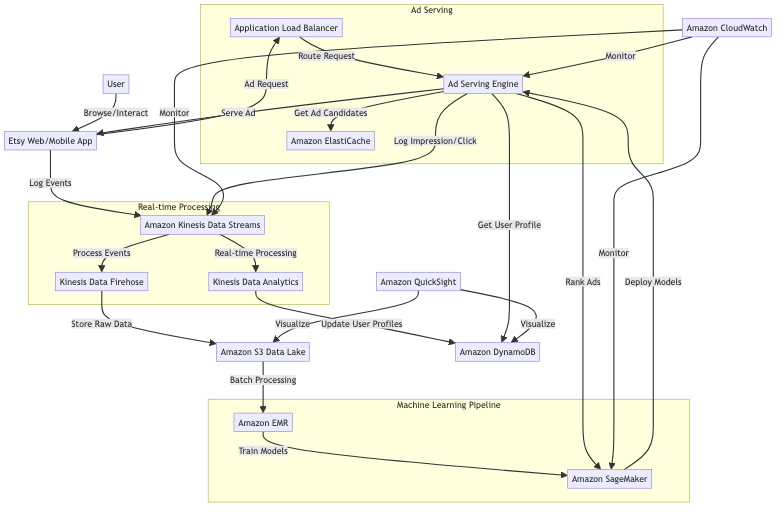 Ad Serving
Application Load Balancer
Amazon CloudWatch
Route Request
Monitor
User
Ad Request
Ad Serving Engine
Browse/Interact
Monitor
Serve Ad
Get Ad Candidates
Etsy Web/Mobile App
Amazon ElastiCache
Log Impression/Click
Log Events
Real-time Processing
Amazon Kinesis Data Streams
Get User Profile
Process Events
Real-time Processing
Monitor
Kinesis Data Firehose
Kinesis Data Analytics
Amazon QuickSight
Rank Ads
Deploy Models
Store Raw Data
Visualize
Update User Profiles
Visualize
Amazon S3 Data Lake
Amazon DynamoDB
Batch Processing
Machine Learning Pipeline
Amazon EMR
Train Models
Amazon SageMaker